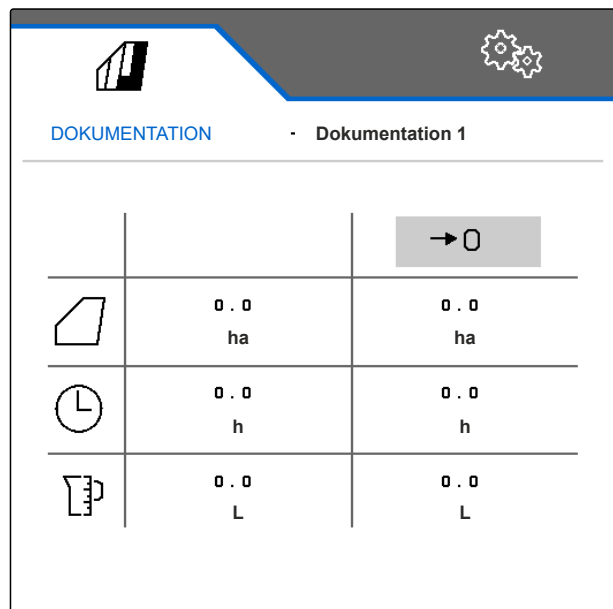 DOKUMENTATION - Dokumentation 1
→0
0.0 0.0
ha ha
0.0 0.0
h h
0.0 0.0
L L